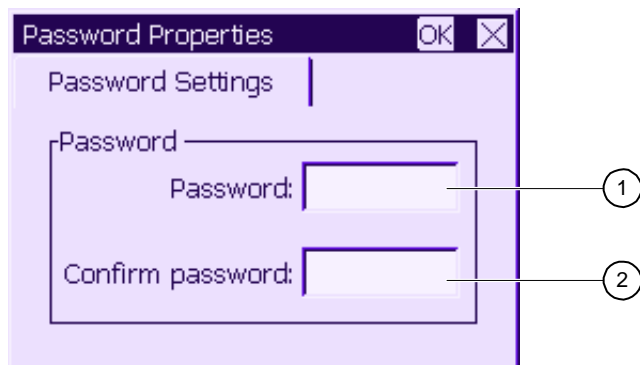 Password Properties OK X
Password Settings
Password
Password: 1
Confirm password: 2